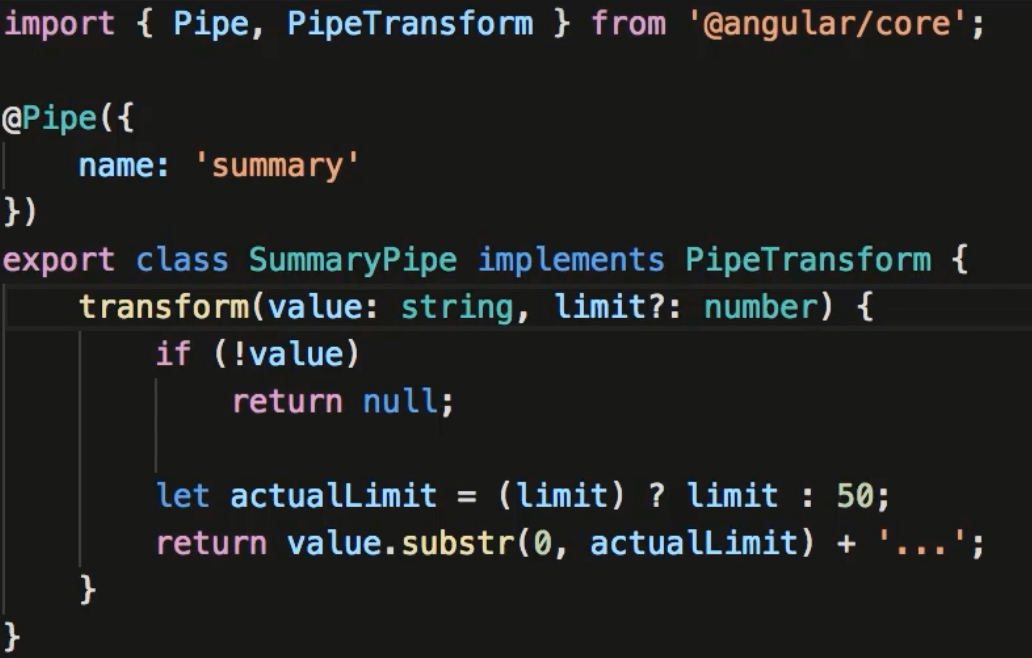 import { Pipe, PipeTransform } from '@angular/core';
@Pipe({
    name: 'summary'
})
export class SummaryPipe implements PipeTransform {
    transform(value: string, limit?: number) {
        if (!value)
            return null;
        let actualLimit = (limit) ? limit : 50;
        return value.substr(0, actualLimit) + '...';
    }
}